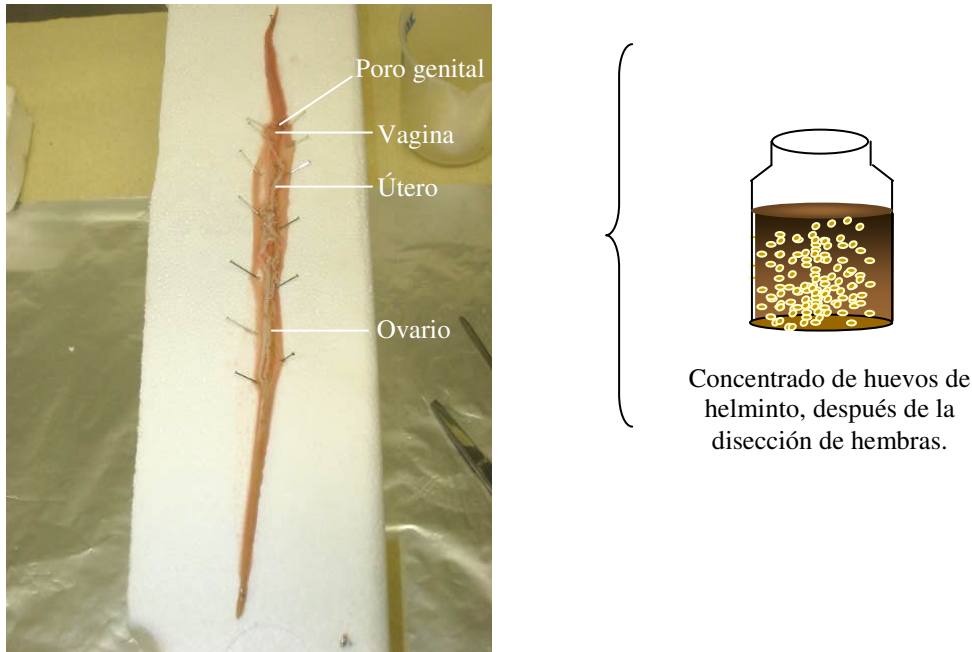 Poro genital
Vagina
Útero
Ovario
Concentrado de huevos de
helminto, después de la
disección de hembras.